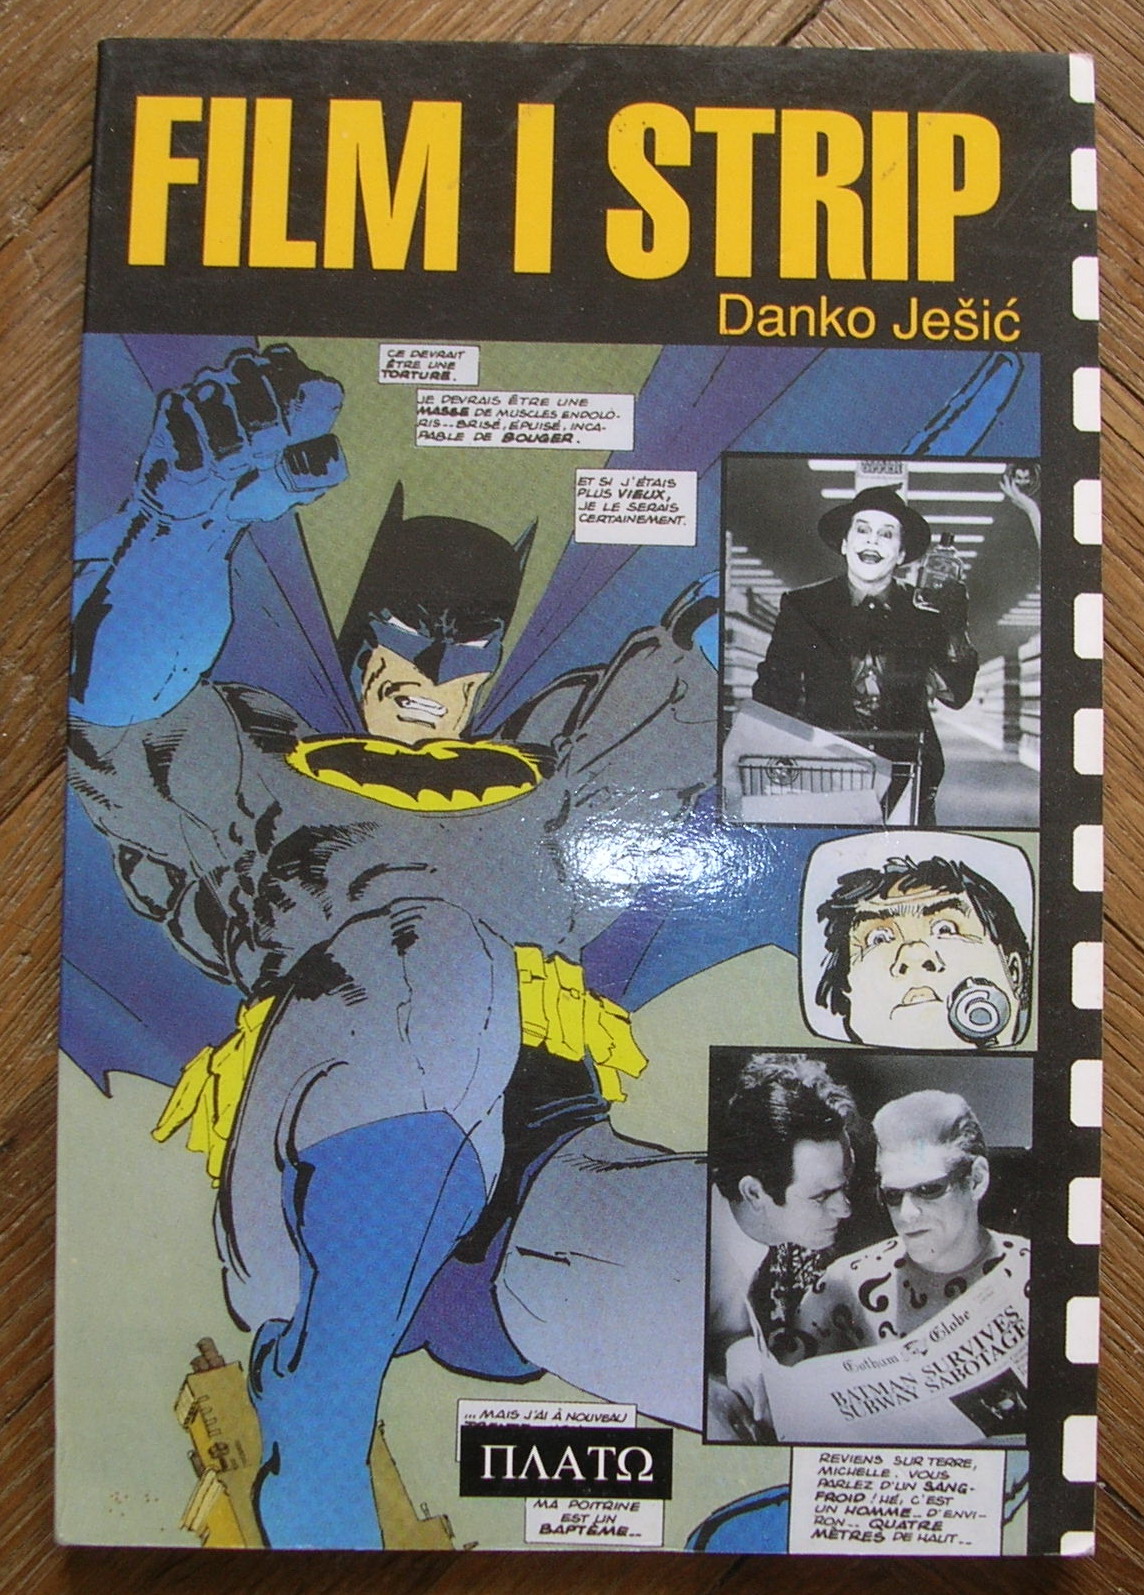 FILM I STRIP
Danko Ješić
CE DEVRAIT
ÊTRE UNE
TORTURE.
JE DEVRAIS ÊTRE UNE
MASSE DE MUSCLES ENDOLO-
RIS-- BRISÉ, ÉPUISÉ, INCA-
PABLE DE BOUGER.
ET SI J'ÉTAIS
PLUS VIEUX,
JE LE SERAIS
CERTAINEMENT.
Gotham Globe
BATMAN SURVIVES
SUBWAY SABOTAGE
... MAIS J'AI À NOUVEAU
ΠΛΑΤΩ
MA POITRINE
EST UN
BAPTÊME--
REVIENS SUR TERRE,
MICHELLE. VOUS
PARLEZ D'UN SANG-
FROID ! HÉ, C'EST
UN HOMME-- D'ENVI-
RON-- QUATRE
MÈTRES DE HAUT--